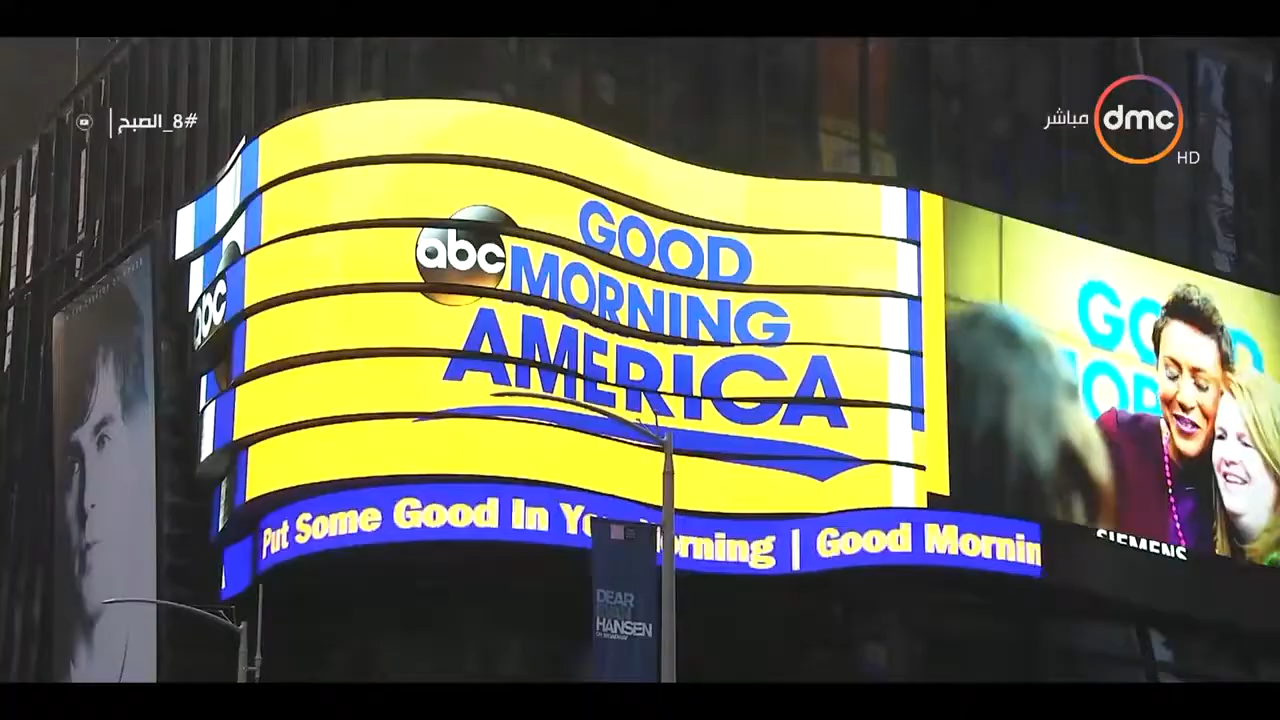 #8_الصبح
مباشر
dmc
HD
abc
GOOD
MORNING
AMERICA
abc
Put Some Good In Yo
rning | Good Mornin
SIEMENS
DEAR
EVAN
HANSEN